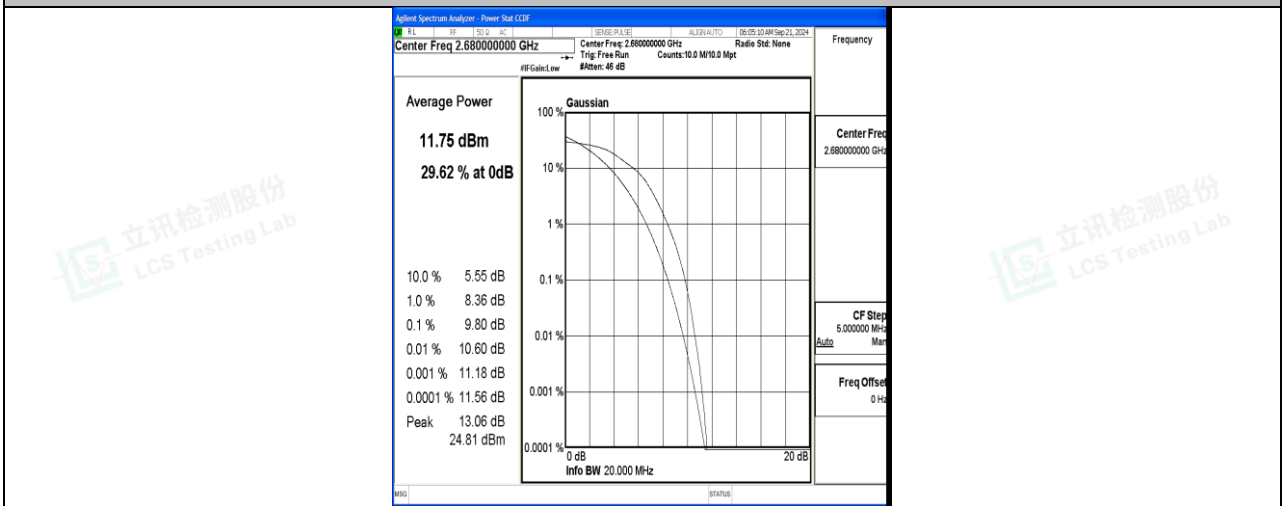 Agilent Spectrum Analyzer - Power Stat CCDF
RL RF 50 Ω AC SENSE:PULSE ALIGN AUTO 06:05:10 AM Sep 21, 2024
Center Freq 2.680000000 GHz
Center Freq: 2.680000000 GHz Radio Std: None
Trig: Free Run Counts:10.0 M/10.0 Mpt
#IFGain:Low #Atten: 46 dB
Frequency
Average Power
11.75 dBm
29.62 % at 0dB
10.0 % 5.55 dB
1.0 % 8.36 dB
0.1 % 9.80 dB
0.01 % 10.60 dB
0.001 % 11.18 dB
0.0001 % 11.56 dB
Peak 13.06 dB
24.81 dBm
Gaussian
100 %
10 %
1 %
0.1 %
0.01 %
0.001 %
0.0001 %
0 dB 20 dB
Info BW 20.000 MHz
Center Freq
2.680000000 GHz
CF Step
5.000000 MHz
Auto Man
Freq Offset
0 Hz
MSG STATUS
立讯检测股份
LCS Testing Lab
立讯检测股份
LCS Testing Lab